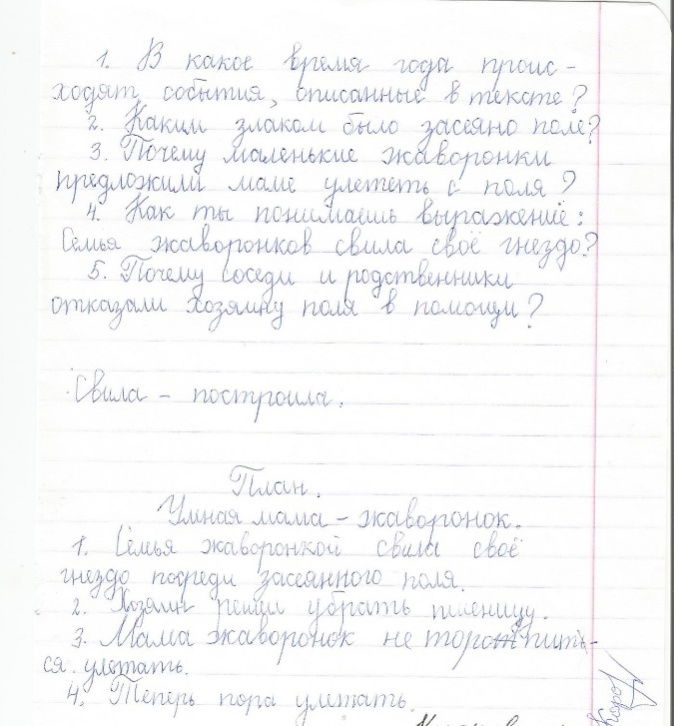 1. В какое время года проис-
ходят события, описанные в тексте?
2. Каким злаком было засеяно поле?
3. Почему маленькие жаворонки
предложили маме улететь с поля?
4. Как ты понимаешь выражение:
Семья жаворонков свила своё гнездо?
5. Почему соседи и родственники
отказали хозяину поля в помощи?
Свила - построила.
План.
Умная мама - жаворонок.
1. Семья жаворонкой свила своё
гнездо посреди засеянного поля.
2. Хозяин решил убрать пшеницу.
3. Мама жаворонок не торопить-
ся улетать.
4. Теперь пора улетать.